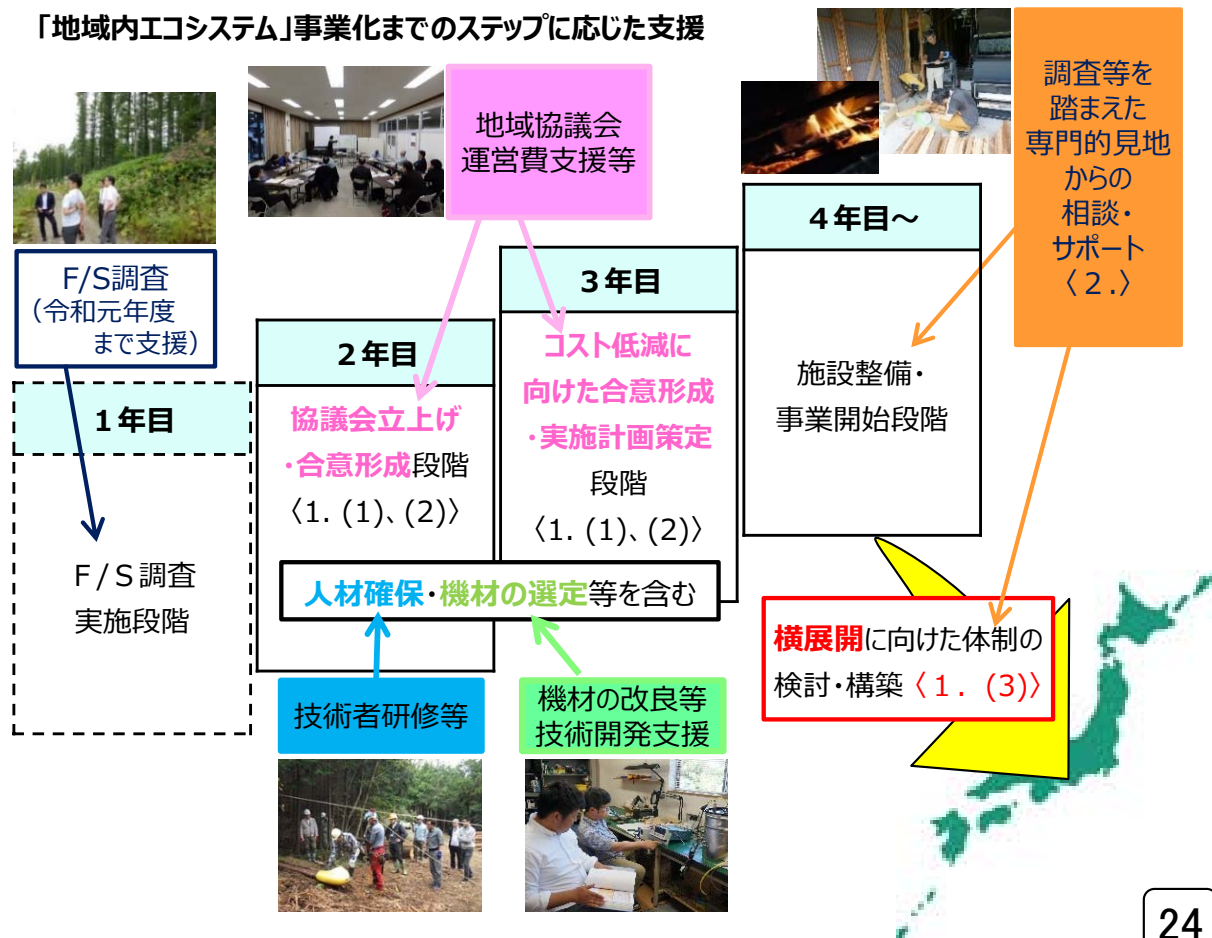 「地域内エコシステム」事業化までのステップに応じた支援
地域協議会
運営費支援等
調査等を
踏まえた
専門的見地
からの
相談・
サポート
〈２.〉
F/S調査
（令和元年度
まで支援）
１年目
F/S調査
実施段階
２年目
協議会立上げ
・合意形成段階
〈1. (1)、(2)〉
３年目
コスト低減に
向けた合意形成
・実施計画策定
段階
〈1. (1)、(2)〉
４年目～
施設整備・
事業開始段階
人材確保・機材の選定等を含む
横展開に向けた体制の
検討・構築〈１. (3)〉
技術者研修等
機材の改良等
技術開発支援
24